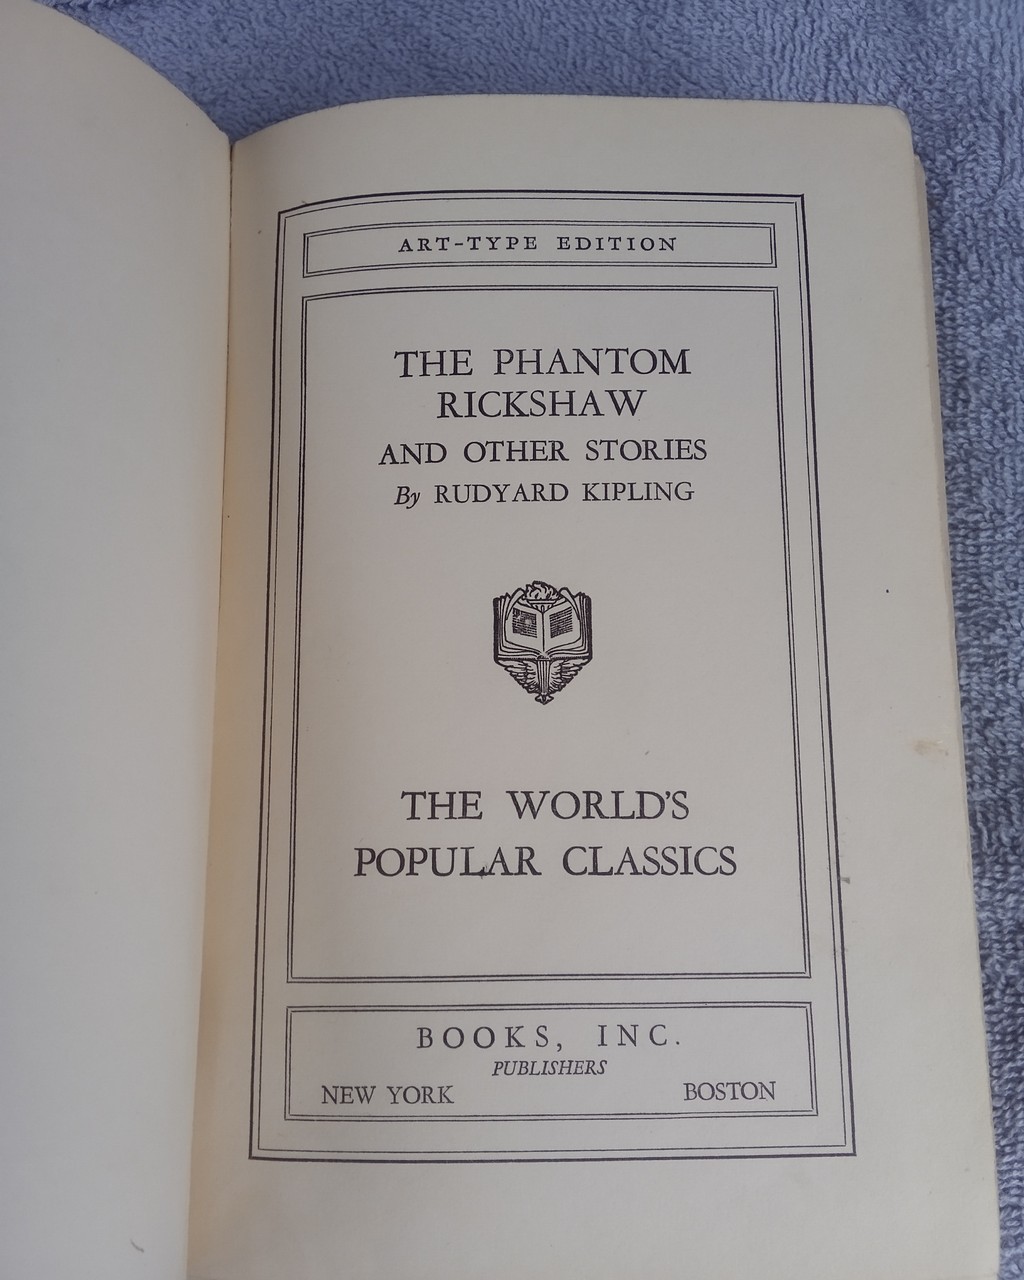 ART-TYPE EDITION
THE PHANTOM
RICKSHAW
AND OTHER STORIES
By RUDYARD KIPLING
THE WORLD'S
POPULAR CLASSICS
BOOKS, INC.
PUBLISHERS
NEW YORK BOSTON